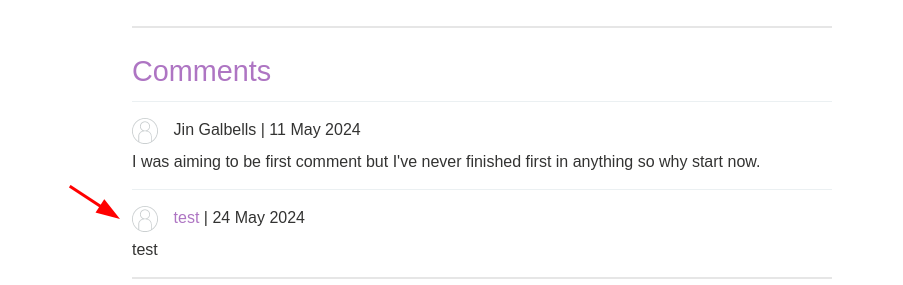 Comments
Jin Galbells | 11 May 2024
I was aiming to be first comment but I've never finished first in anything so why start now.
test | 24 May 2024
test